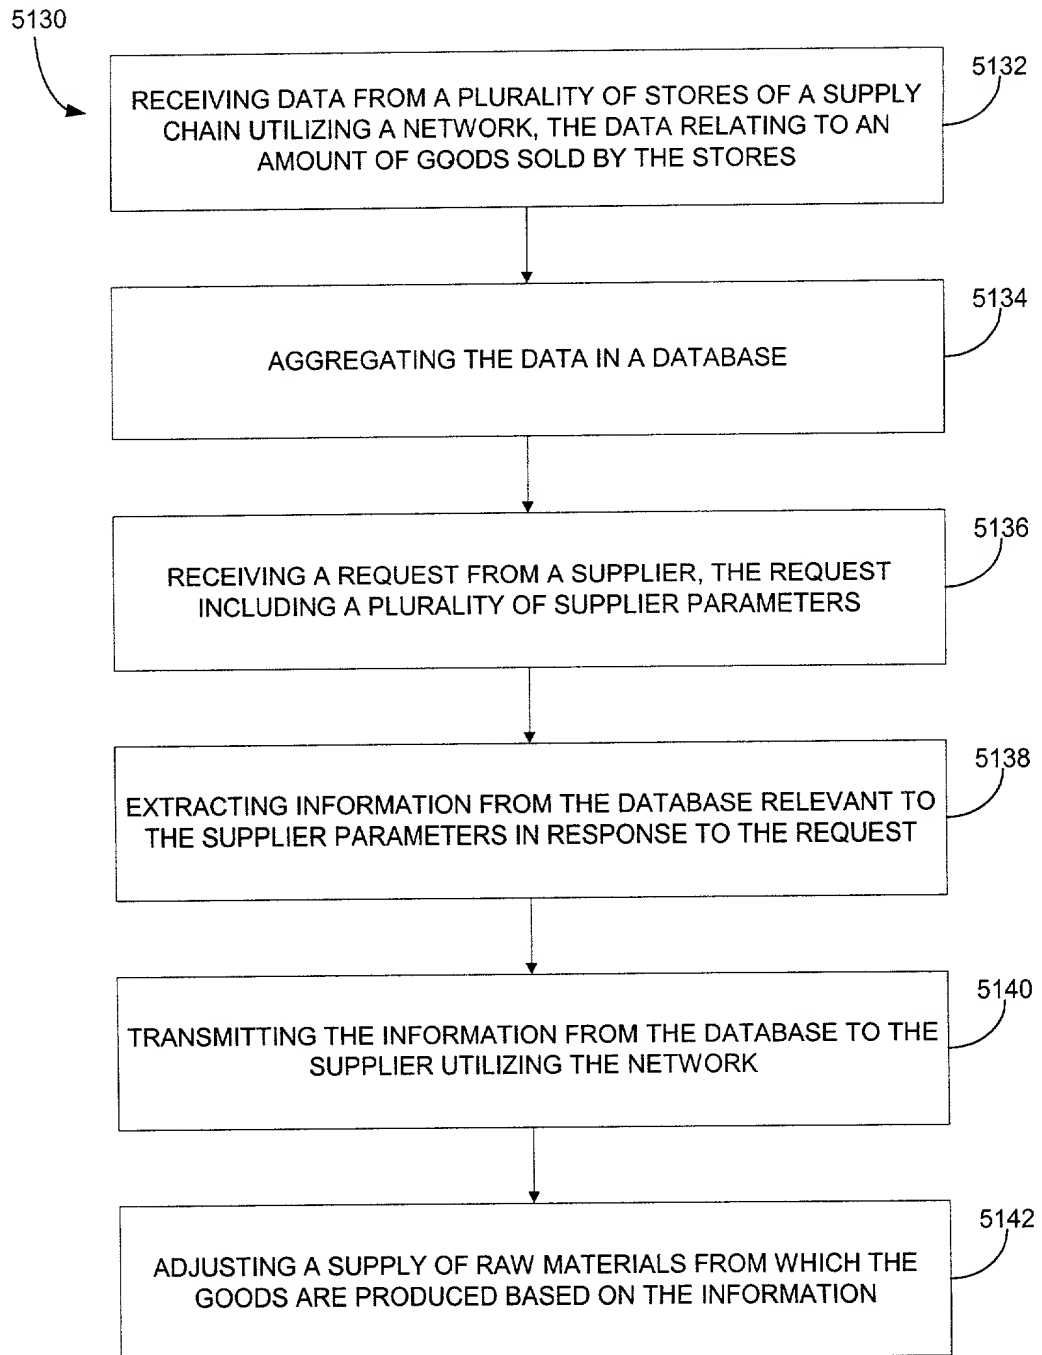 5130
5132
RECEIVING DATA FROM A PLURALITY OF STORES OF A SUPPLY
CHAIN UTILIZING A NETWORK, THE DATA RELATING TO AN
AMOUNT OF GOODS SOLD BY THE STORES
5134
AGGREGATING THE DATA IN A DATABASE
5136
RECEIVING A REQUEST FROM A SUPPLIER, THE REQUEST
INCLUDING A PLURALITY OF SUPPLIER PARAMETERS
5138
EXTRACTING INFORMATION FROM THE DATABASE RELEVANT TO
THE SUPPLIER PARAMETERS IN RESPONSE TO THE REQUEST
5140
TRANSMITTING THE INFORMATION FROM THE DATABASE TO THE
SUPPLIER UTILIZING THE NETWORK
5142
ADJUSTING A SUPPLY OF RAW MATERIALS FROM WHICH THE
GOODS ARE PRODUCED BASED ON THE INFORMATION